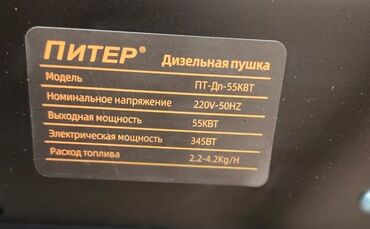 ПИТЕР® Дизельная пушка
Модель ПТ-Дп-55КВТ
Номинальное напряжение 220V-50HZ
Выходная мощность 55КВТ
Электрическая мощность 345ВТ
Расход топлива 2.2-4.2Kg/H